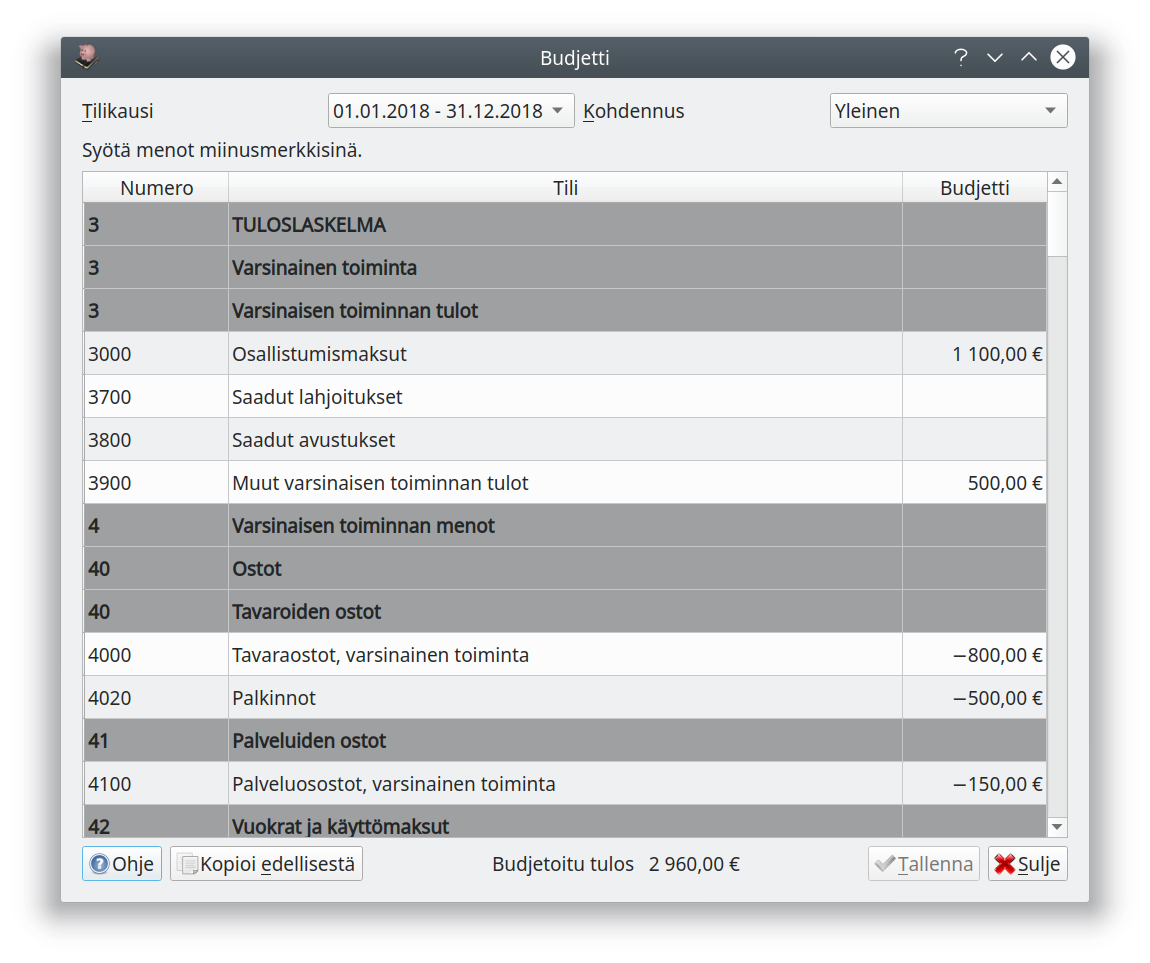 Budjetti
Tilikausi 01.01.2018 - 31.12.2018 Kohdennus Yleinen
Syötä menot miinusmerkkisinä.
Numero Tili Budjetti
3 TULOSLASKELMA
3 Varsinainen toiminta
3 Varsinaisen toiminnan tulot
3000 Osallistumismaksut 1 100,00 €
3700 Saadut lahjoitukset
3800 Saadut avustukset
3900 Muut varsinaisen toiminnan tulot 500,00 €
4 Varsinaisen toiminnan menot
40 Ostot
40 Tavaroiden ostot
4000 Tavaraostot, varsinainen toiminta −800,00 €
4020 Palkinnot −500,00 €
41 Palveluiden ostot
4100 Palveluosostot, varsinainen toiminta −150,00 €
42 Vuokrat ja käyttömaksut
Ohje Kopioi edellisestä Budjetoitu tulos 2 960,00 € Tallenna Sulje